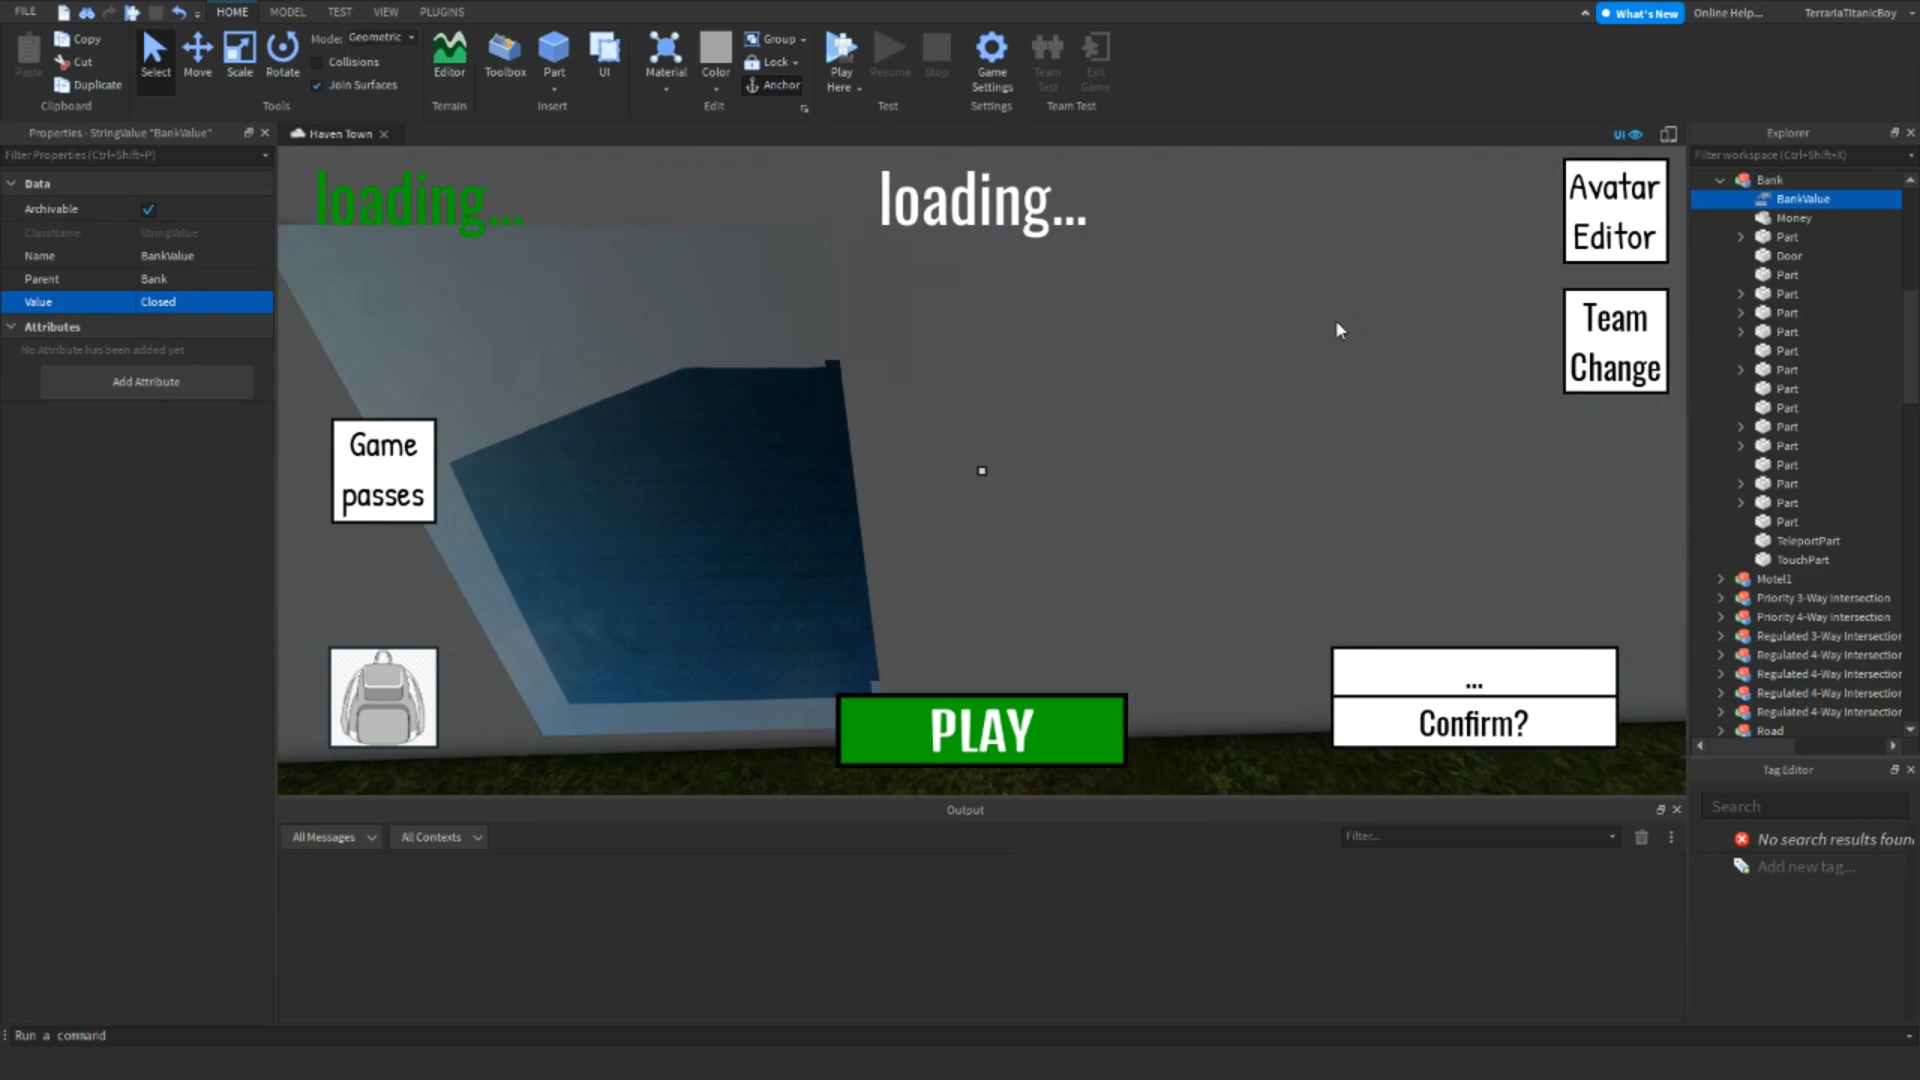 FILE
HOME
MODEL
TEST
VIEW
PLUGINS
What's New
Online Help...
TerrariaTitanicBoy
Paste
Copy
Cut
Duplicate
Clipboard
Select
Move
Scale
Rotate
Mode: Geometric
Collisions
Join Surfaces
Tools
Editor
Terrain
Toolbox
Part
UI
Insert
Material
Color
Group
Lock
Anchor
Edit
Play
Here
Resume
Stop
Test
Game
Settings
Settings
Team
Test
Exit
Game
Team Test
Properties - StringValue "BankValue"
Filter Properties (Ctrl+Shift+P)
Data
Archivable
ClassName StringValue
Name BankValue
Parent Bank
Value Closed
Attributes
No Attribute has been added yet
Add Attribute
Haven Town
UI
loading...
loading...
Avatar
Editor
Team
Change
Game
passes
PLAY
...
Confirm?
Output
All Messages
All Contexts
Filter...
Run a command
Explorer
Filter workspace (Ctrl+Shift+X)
Bank
BankValue
Money
Part
Door
Part
Part
Part
Part
Part
Part
Part
Part
Part
Part
Part
Part
Part
Part
TeleportPart
TouchPart
Motel1
Priority 3-Way Intersection
Priority 4-Way Intersection
Regulated 3-Way Intersection
Regulated 4-Way Intersection
Regulated 4-Way Intersection
Regulated 4-Way Intersection
Regulated 4-Way Intersection
Road
Tag Editor
Search
No search results foun
Add new tag...